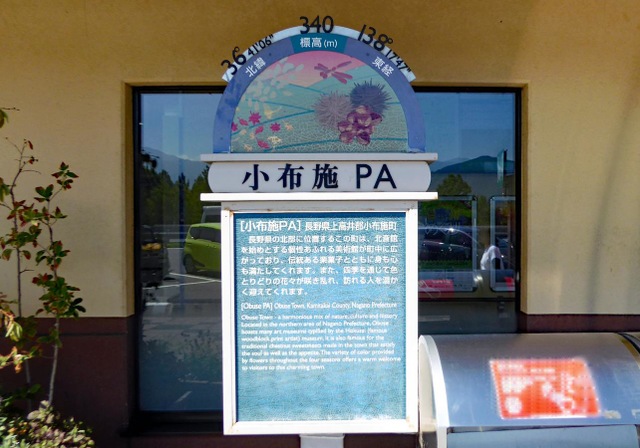 340
標高(m)
36°41'06"
北緯
138°17'47"
東経
小布施 PA
[小布施PA] 長野県上高井郡小布施町
長野県の北部に位置するこの町は、北斎館
を始めとする個性あふれる美術館が町中に広
がっており、伝統ある栗菓子とともに身も心
も満たしてくれます。また、四季を通じて色
とりどりの花々が咲き乱れ、訪れる人を温か
く迎えてくれます。
[Obuse PA] Obuse Town, Kamitakai County, Nagano Prefecture
Obuse Town - a harmonious mix of nature, culture and history
Located in the northern area of Nagano Prefecture, Obuse
boasts many art museums typified by the Hokusai (famous
woodblock print artist) museum. It is also famous for the
traditional chestnut sweetmeats made in the town that satisfy
the soul as well as the appetite. The variety of color provided
by flowers throughout the four seasons offers a warm welcome
to visitors to this charming town.